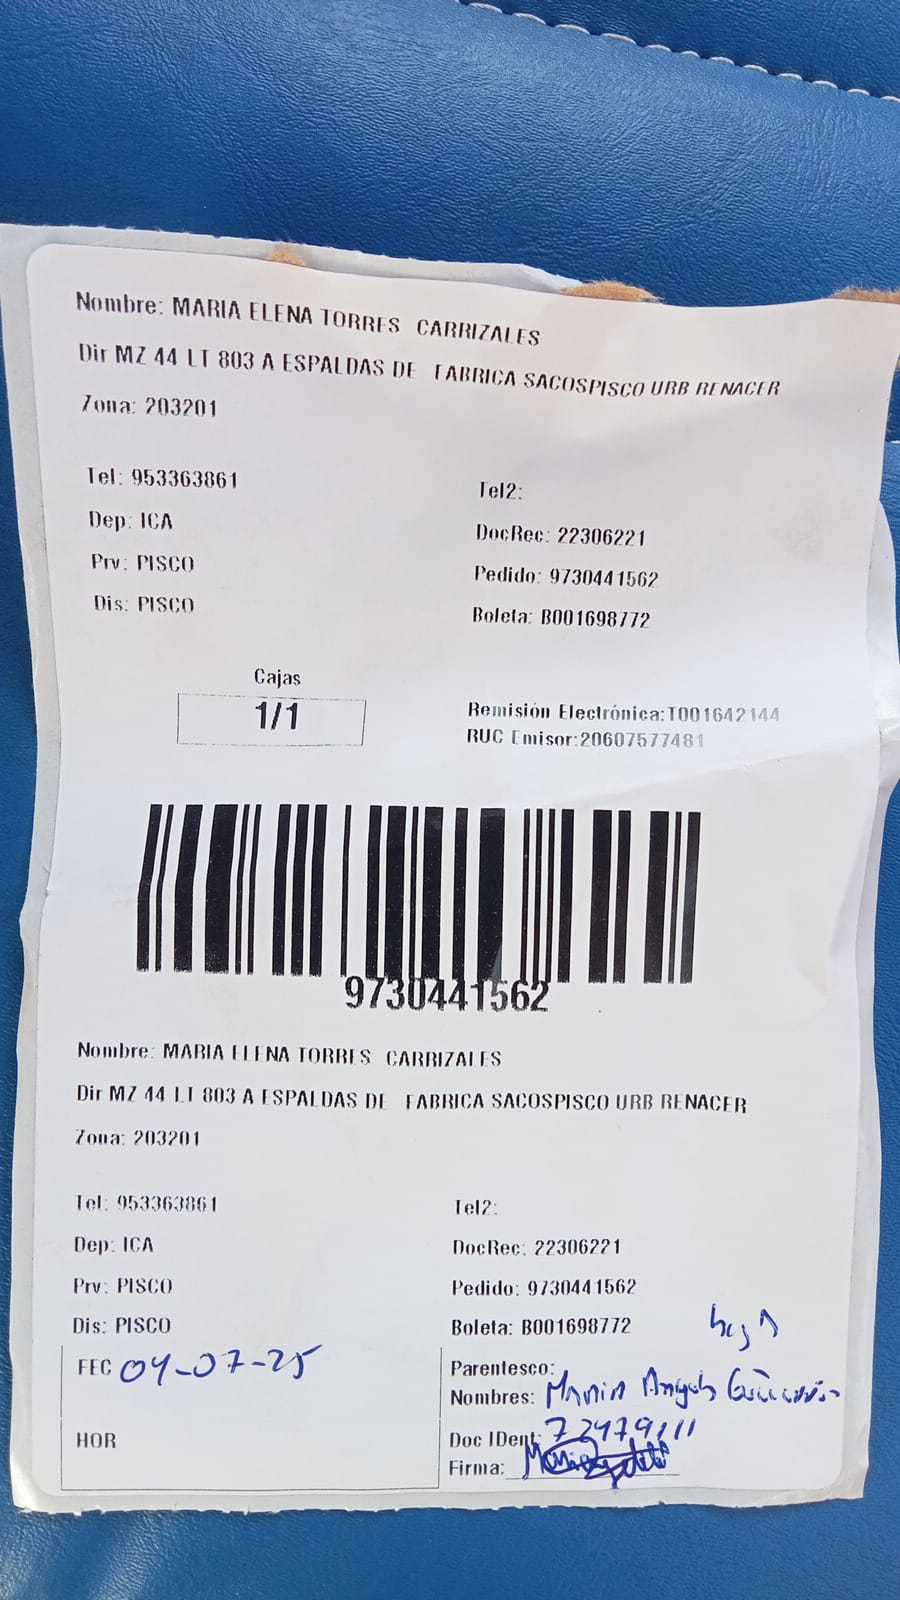 Nombre: MARIA ELENA TORRES CARRIZALES
Dir MZ 44 LT 803 A ESPALDAS DE FABRICA SACOSPISCO URB RENACER
Zona: 203201
Tel: 953363861 Tel2:
Dep: ICA DocRec: 22306221
Prv: PISCO Pedido: 9730441562
Dis: PISCO Boleta: B001698772
Cajas
1/1
Remisión Electrónica:T001642144
RUC Emisor:20607577481
9730441562
Nombre: MARIA ELENA TORRES CARRIZALES
Dir MZ 44 LT 803 A ESPALDAS DE FABRICA SACOSPISCO URB RENACER
Zona: 203201
Tel: 953363861 Tel2:
Dep: ICA DocRec: 22306221
Prv: PISCO Pedido: 9730441562
Dis: PISCO Boleta: B001698772
FEC 04-07-25 Parentesco:
Nombres: Maria
HOR Doc IDent: 72479111
Firma: